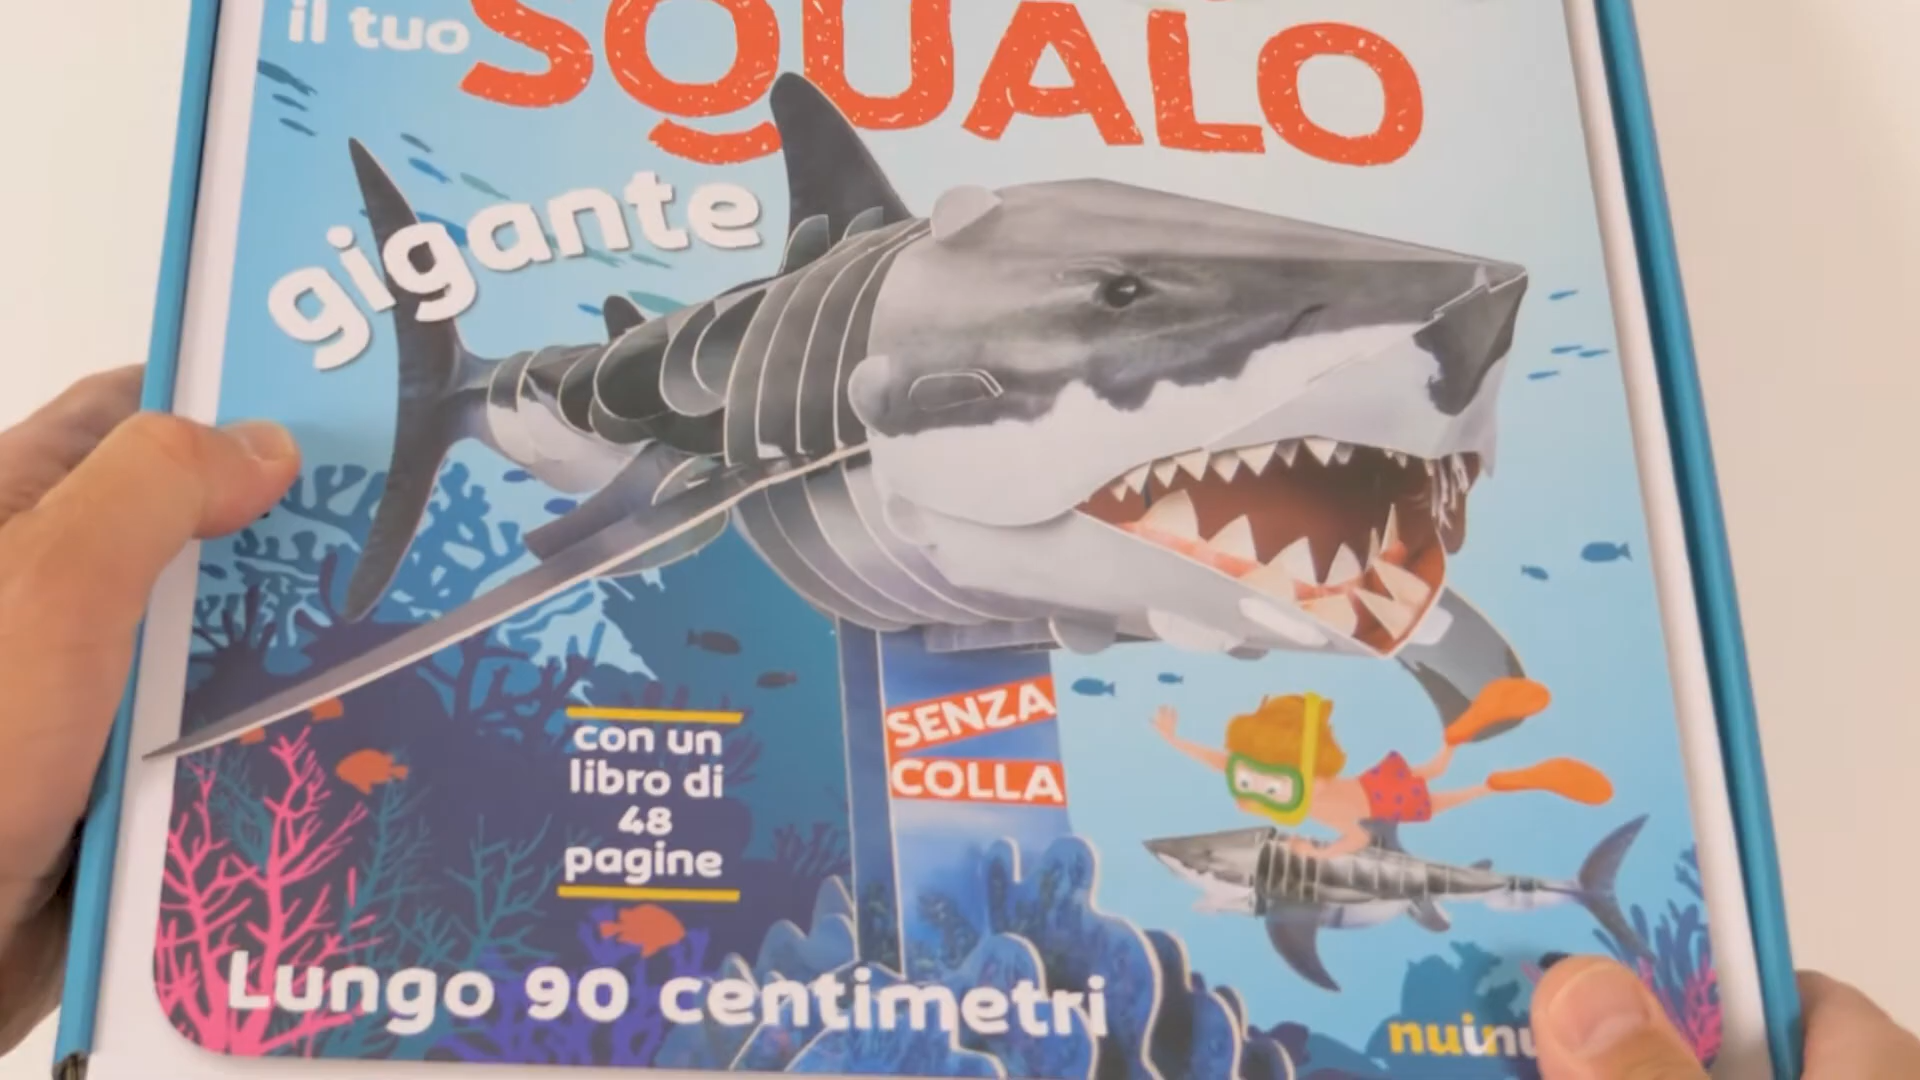 il tuo
SQUALO
gigante
SENZA
COLLA
con un
libro di
48
pagine
Lungo 90 centimetri